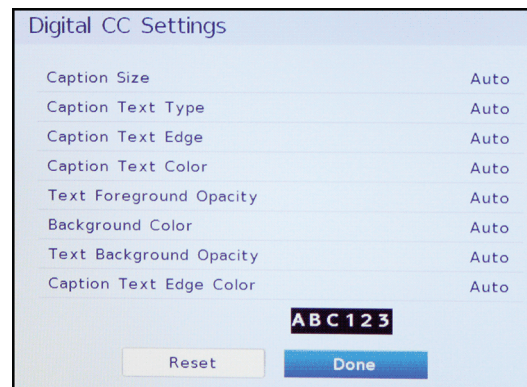 Digital CC Settings
Caption Size Auto
Caption Text Type Auto
Caption Text Edge Auto
Caption Text Color Auto
Text Foreground Opacity Auto
Background Color Auto
Text Background Opacity Auto
Caption Text Edge Color Auto
ABC123
Reset Done